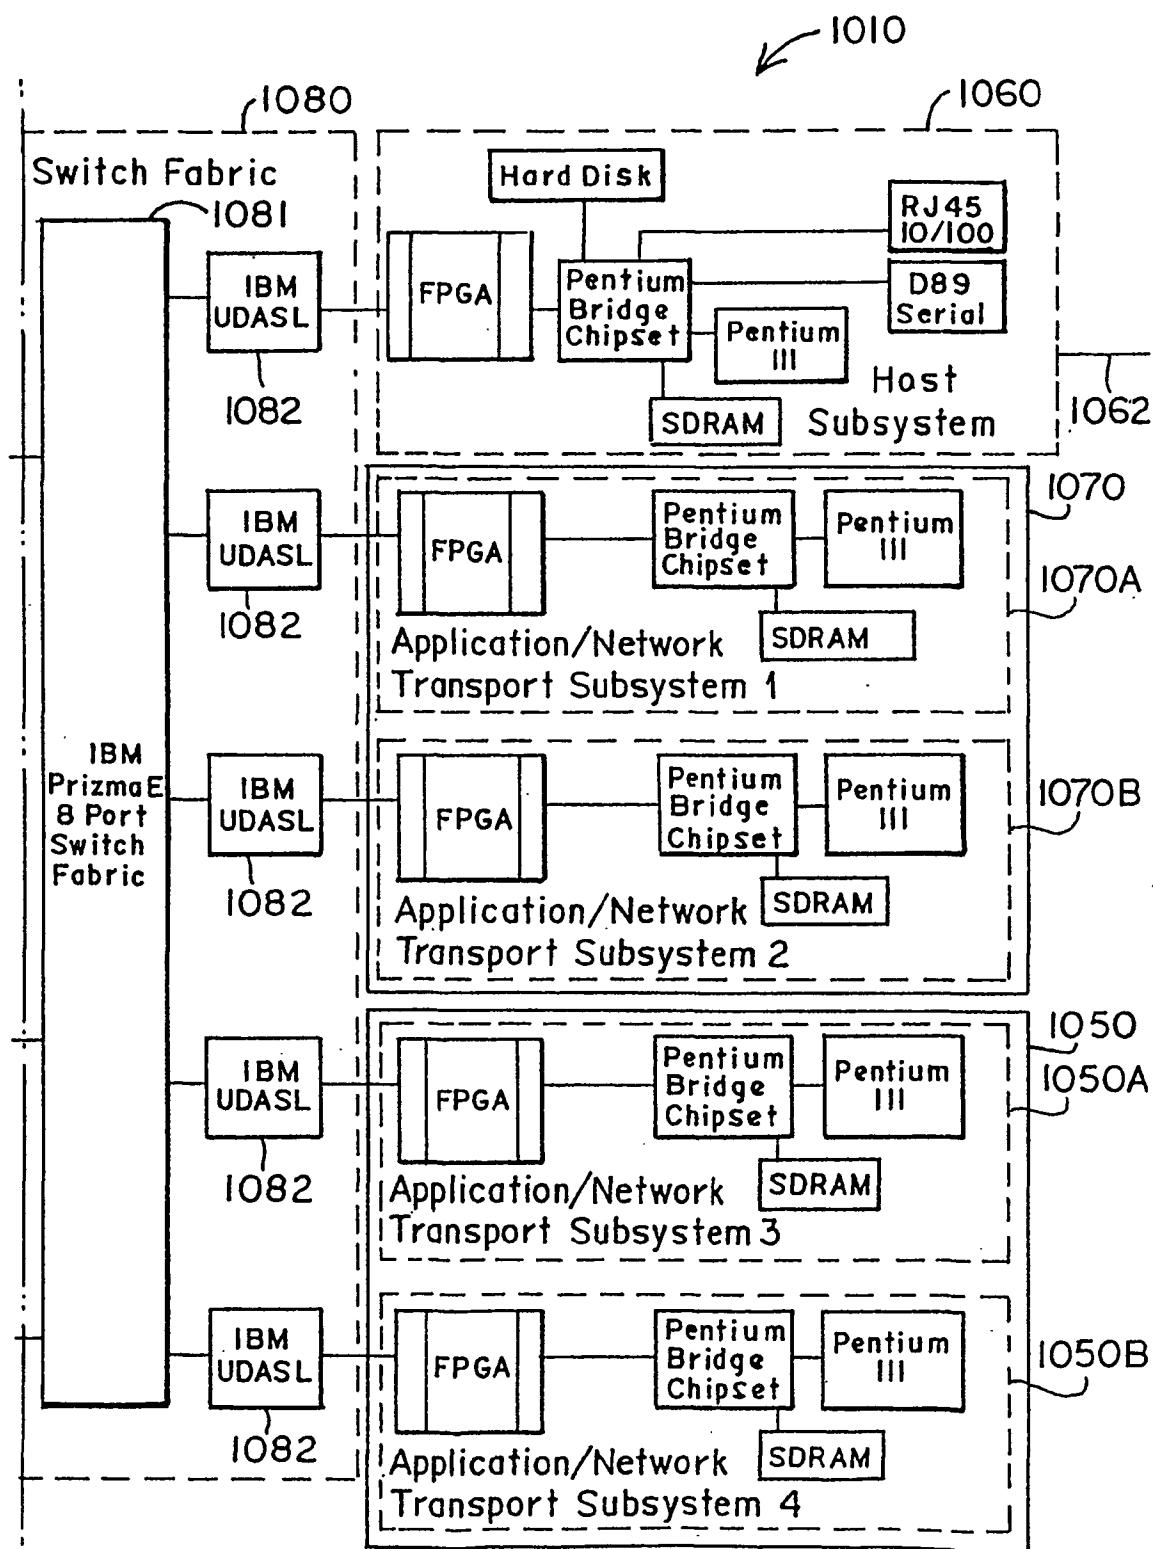 1010
1080
1060
Switch Fabric
1081
Hard Disk
RJ45
10/100
IBM
UDASL
FPGA
Pentium
Bridge
Chipset
D89
Serial
Pentium
III
1082
SDRAM
Host
Subsystem
1062
1070
IBM
UDASL
FPGA
Pentium
Bridge
Chipset
Pentium
III
1070A
1082
SDRAM
Application/Network
Transport Subsystem 1
IBM
PrizmaE
8 Port
Switch
Fabric
IBM
UDASL
FPGA
Pentium
Bridge
Chipset
Pentium
III
1070B
1082
SDRAM
Application/Network
Transport Subsystem 2
1050
IBM
UDASL
FPGA
Pentium
Bridge
Chipset
Pentium
III
1050A
1082
SDRAM
Application/Network
Transport Subsystem 3
IBM
UDASL
FPGA
Pentium
Bridge
Chipset
Pentium
III
1050B
1082
SDRAM
Application/Network
Transport Subsystem 4